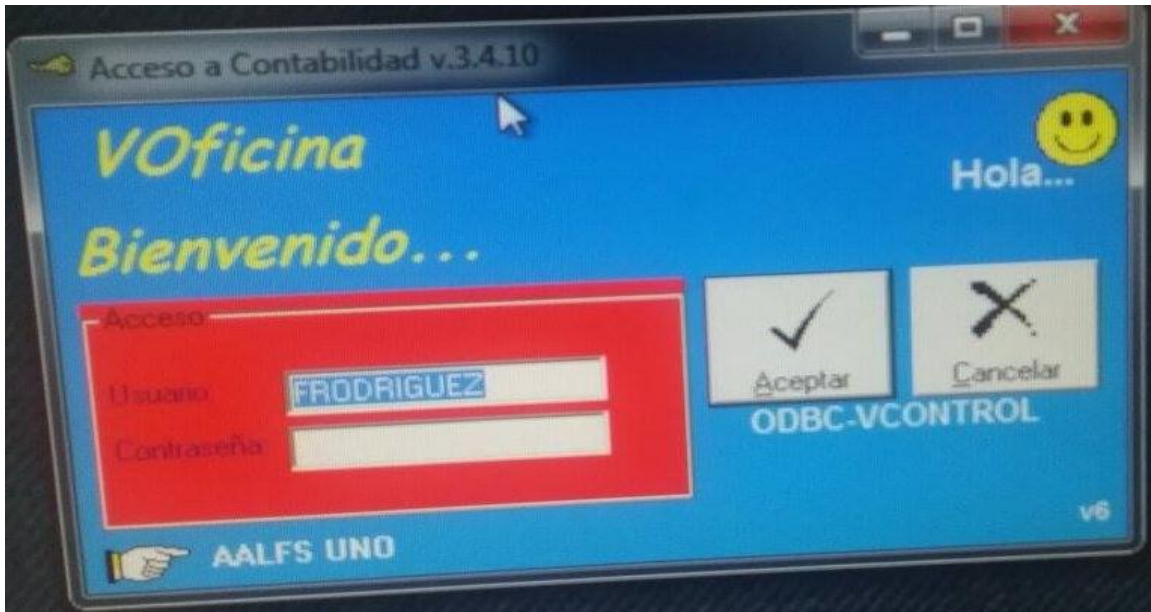 Acceso a Contabilidad v.3.4.10
VOficina
Hola...
Bienvenido...
Acceso
Usuario: FRODRIGUEZ
Contraseña:
Aceptar
Cancelar
ODBC-VCONTROL
v6
AALFS UNO